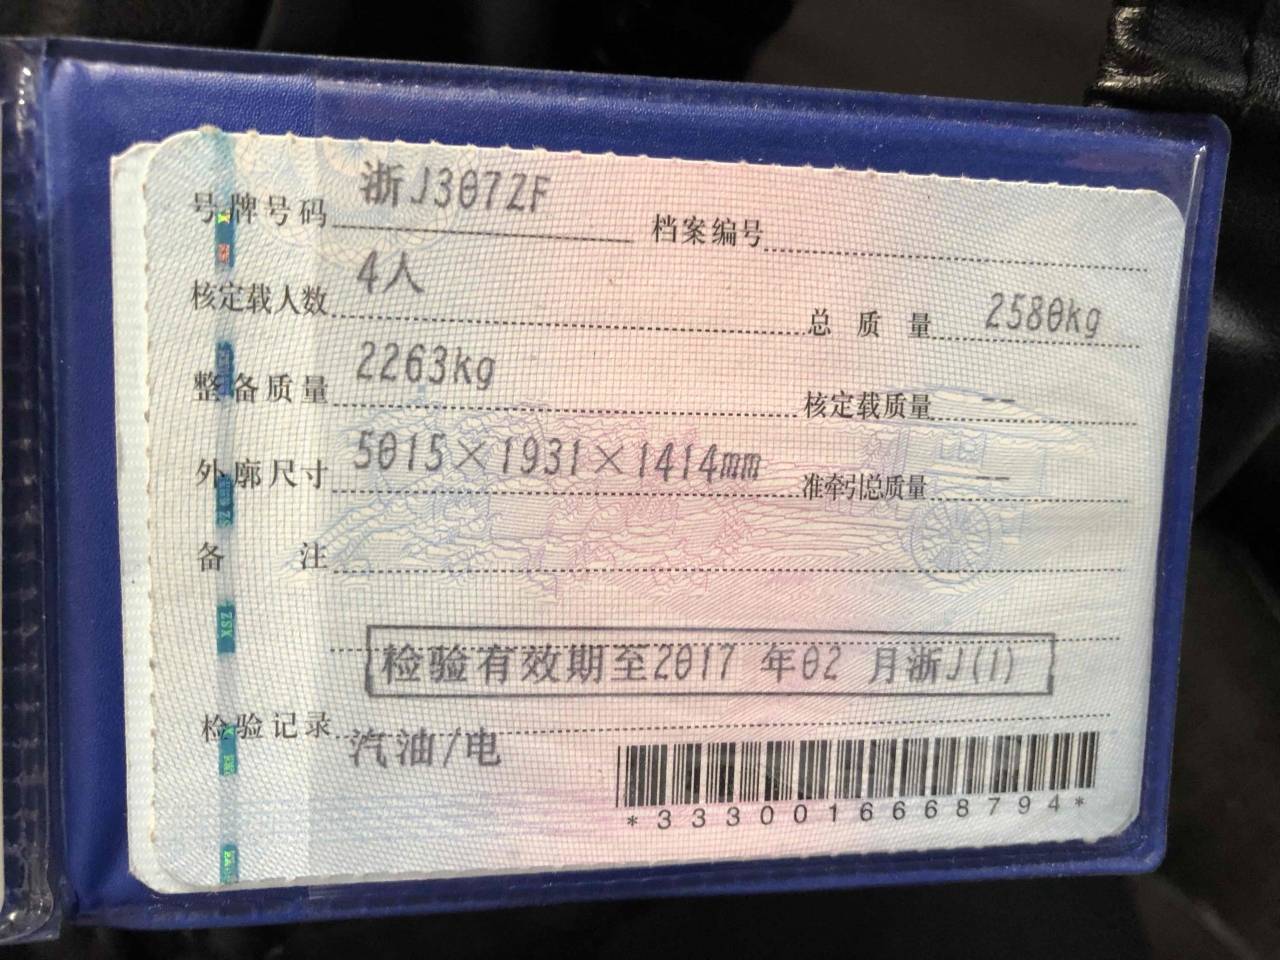 号牌号码 浙J307ZF 档案编号
核定载人数 4人 总质量 2580kg
整备质量 2263kg 核定载质量 --
外廓尺寸 5015×1931×1414mm 准牵引总质量 --
备注
检验有效期至2017 年02 月浙J(1)
检验记录 汽油/电
*3330016668794*